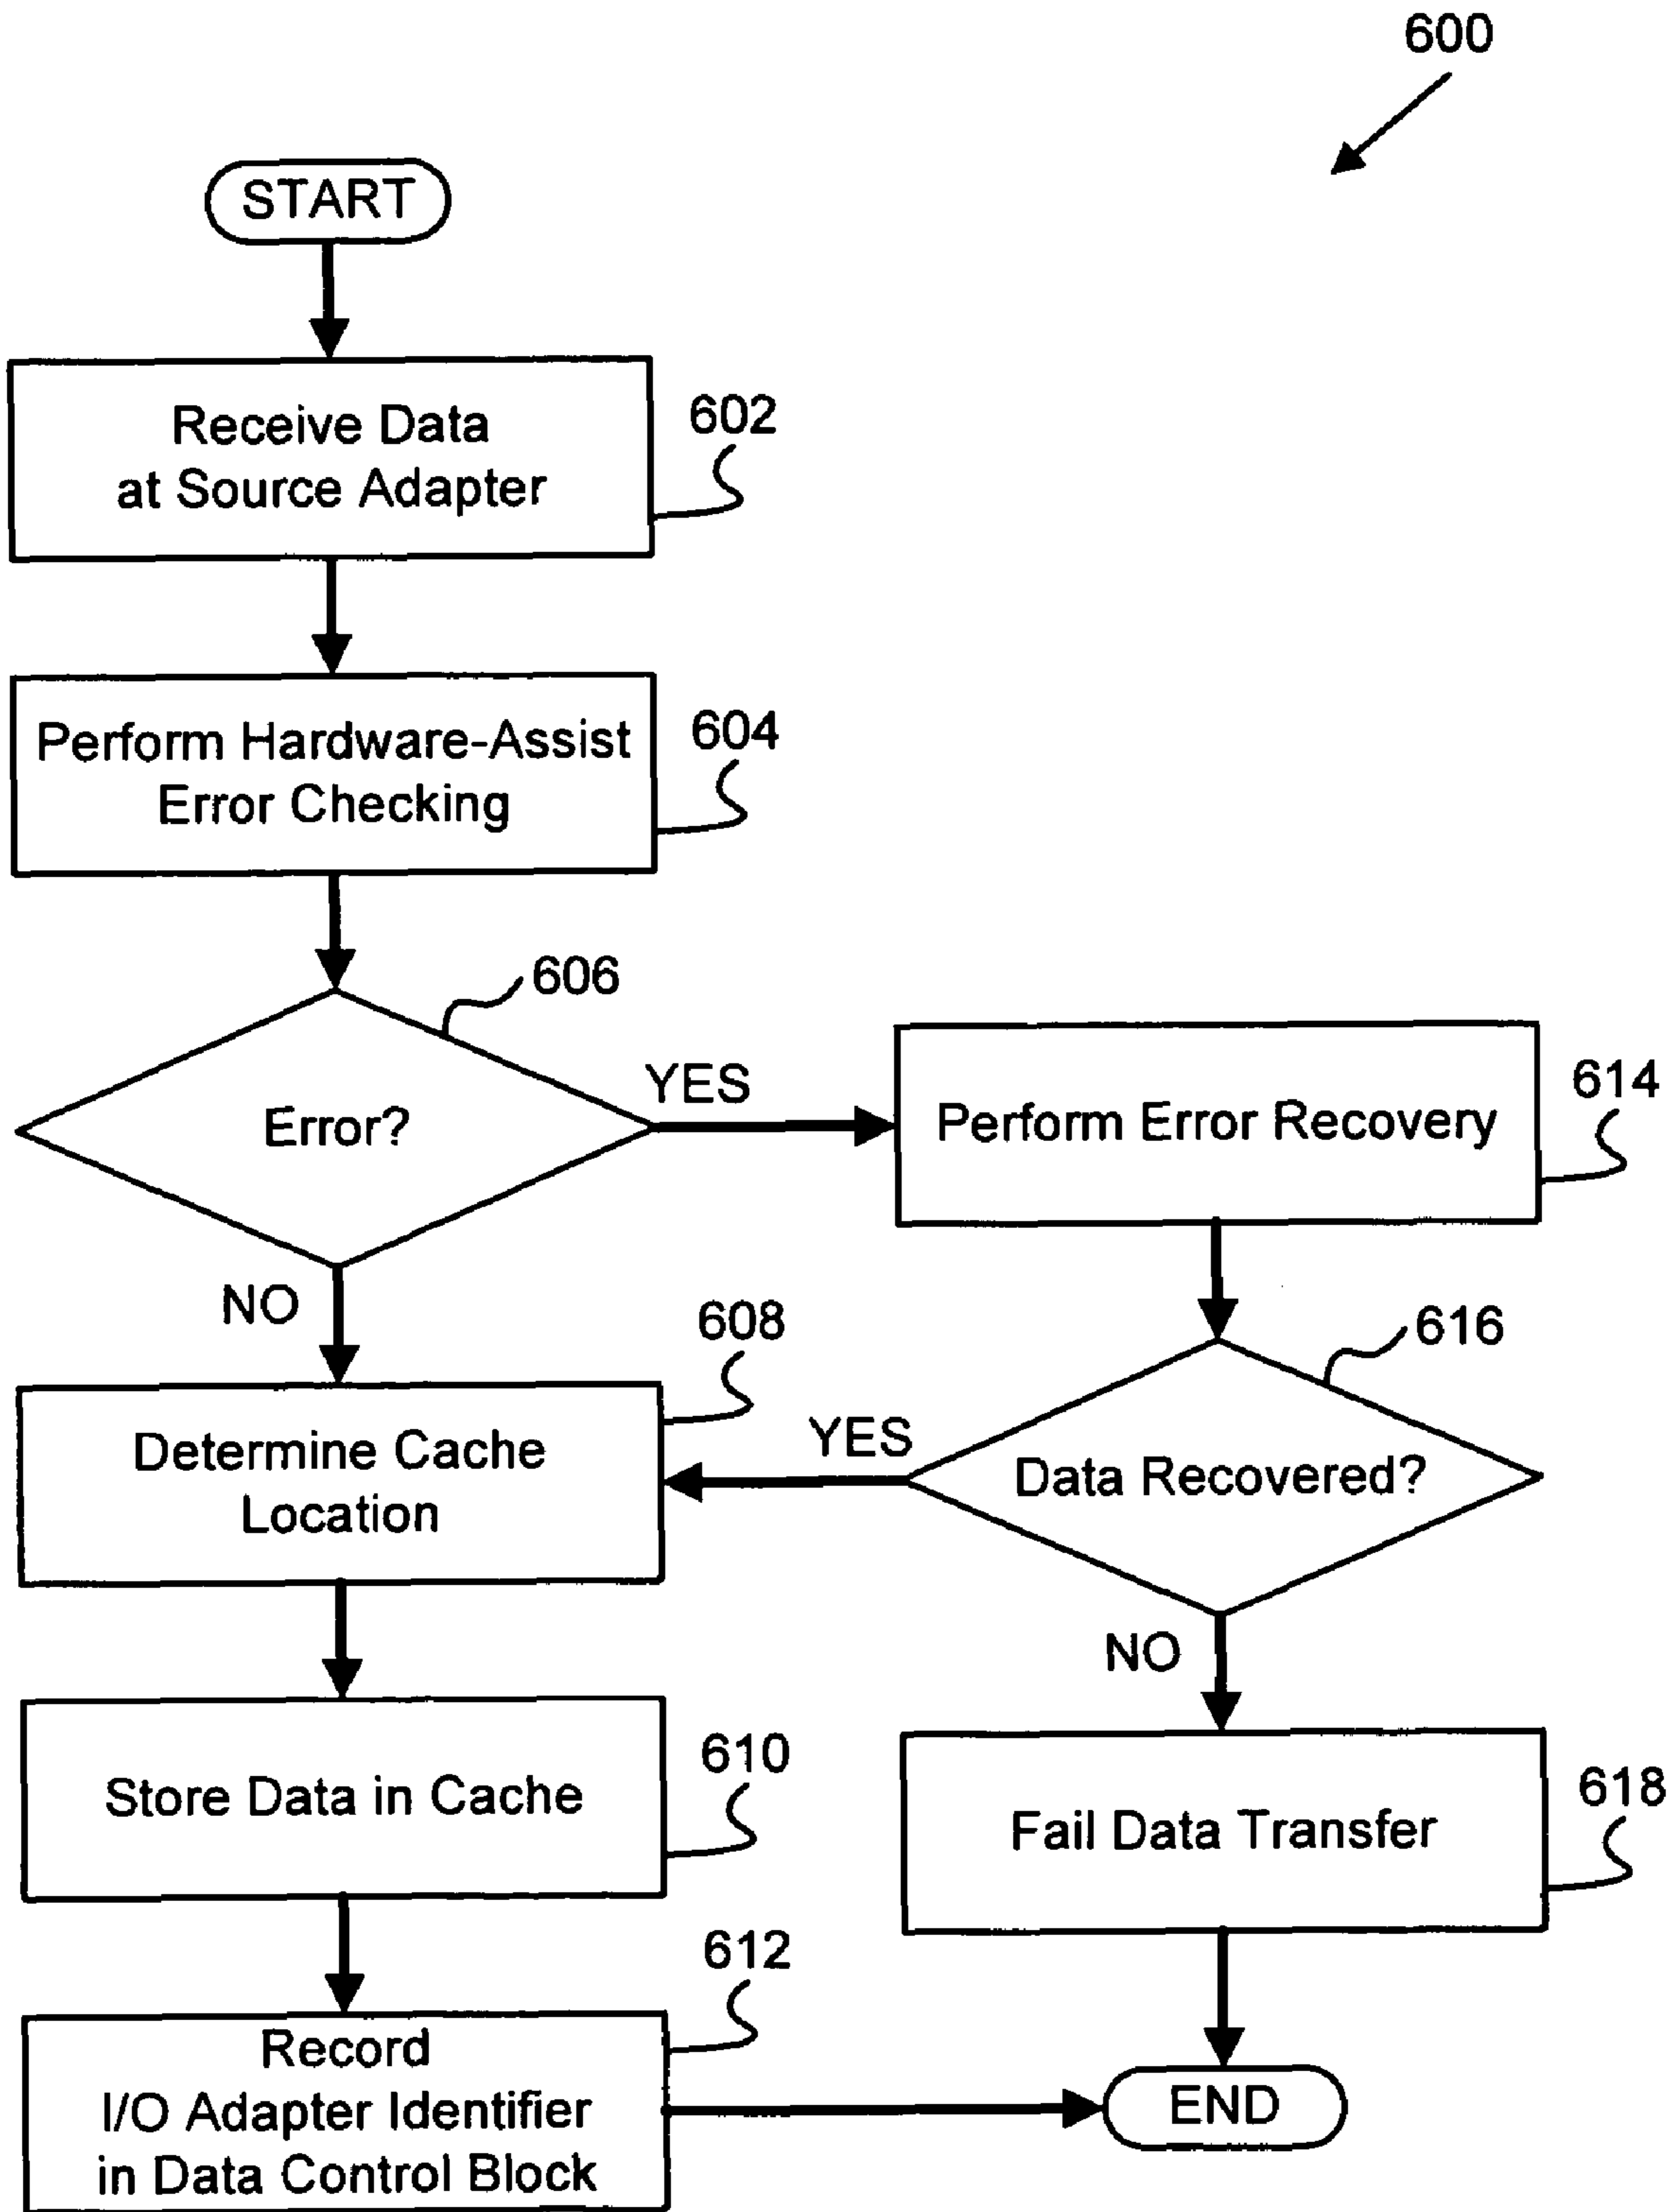 600
START
Receive Data
at Source Adapter
602
Perform Hardware-Assist
Error Checking
604
606
Error?
YES
Perform Error Recovery
614
NO
608
616
Determine Cache
Location
YES
Data Recovered?
NO
Store Data in Cache
610
Fail Data Transfer
618
612
Record
I/O Adapter Identifier
in Data Control Block
END